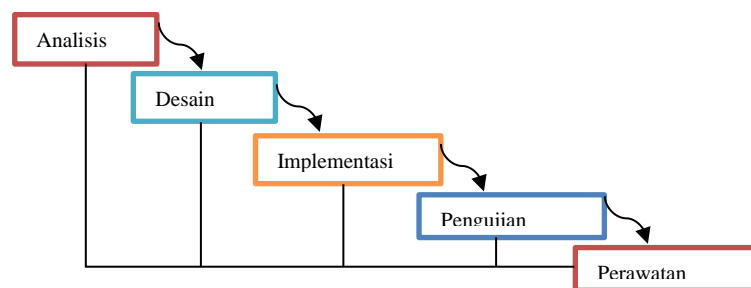 Analisis
Desain
Implementasi
Pengujian
Perawatan